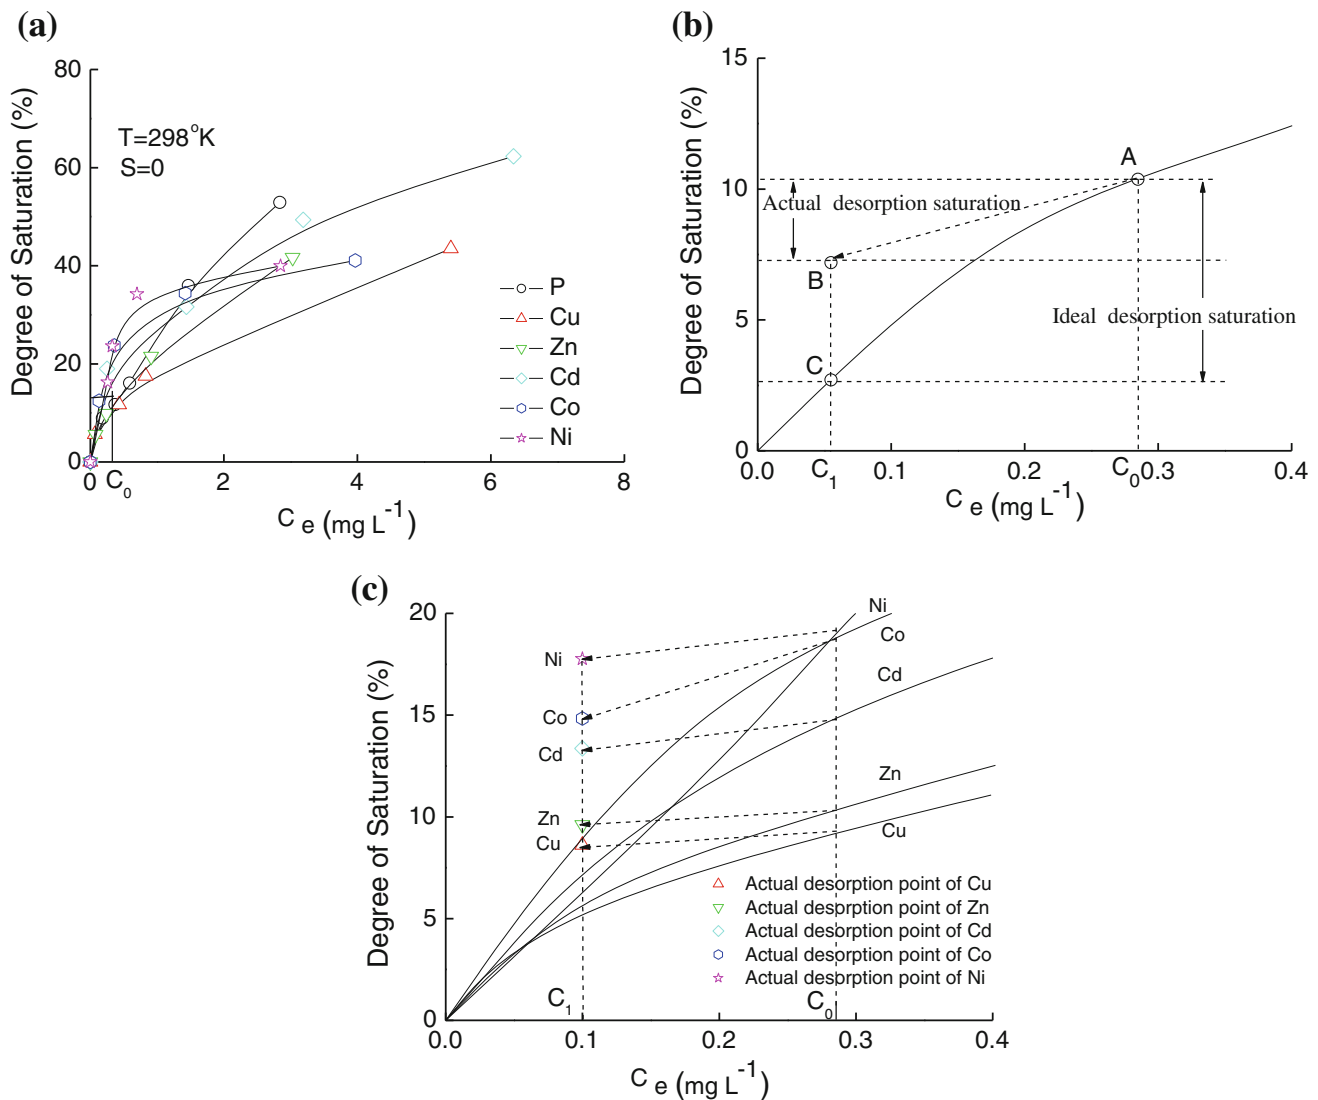 (a)
Degree of Saturation (%)
80
60
40
20
0
T=298°K
S=0
P
Cu
Zn
Cd
Co
Ni
0 C0 2 4 6 8
C e (mg L-1)
(b)
Degree of Saturation (%)
15
10
5
0
A
Actual desorption saturation
B
Ideal desorption saturation
C
0.0 C1 0.1 0.2 C0 0.3 0.4
C e (mg L-1)
(c)
Degree of Saturation (%)
20
15
10
5
0
Ni
Co
Cd
Zn
Cu
Ni
Co
Cd
Zn
Cu
Actual desorption point of Cu
Actual desorption point of Zn
Actual desorption point of Cd
Actual desorption point of Co
Actual desorption point of Ni
C1 C0
0.0 0.1 0.2 0.3 0.4
C e (mg L-1)